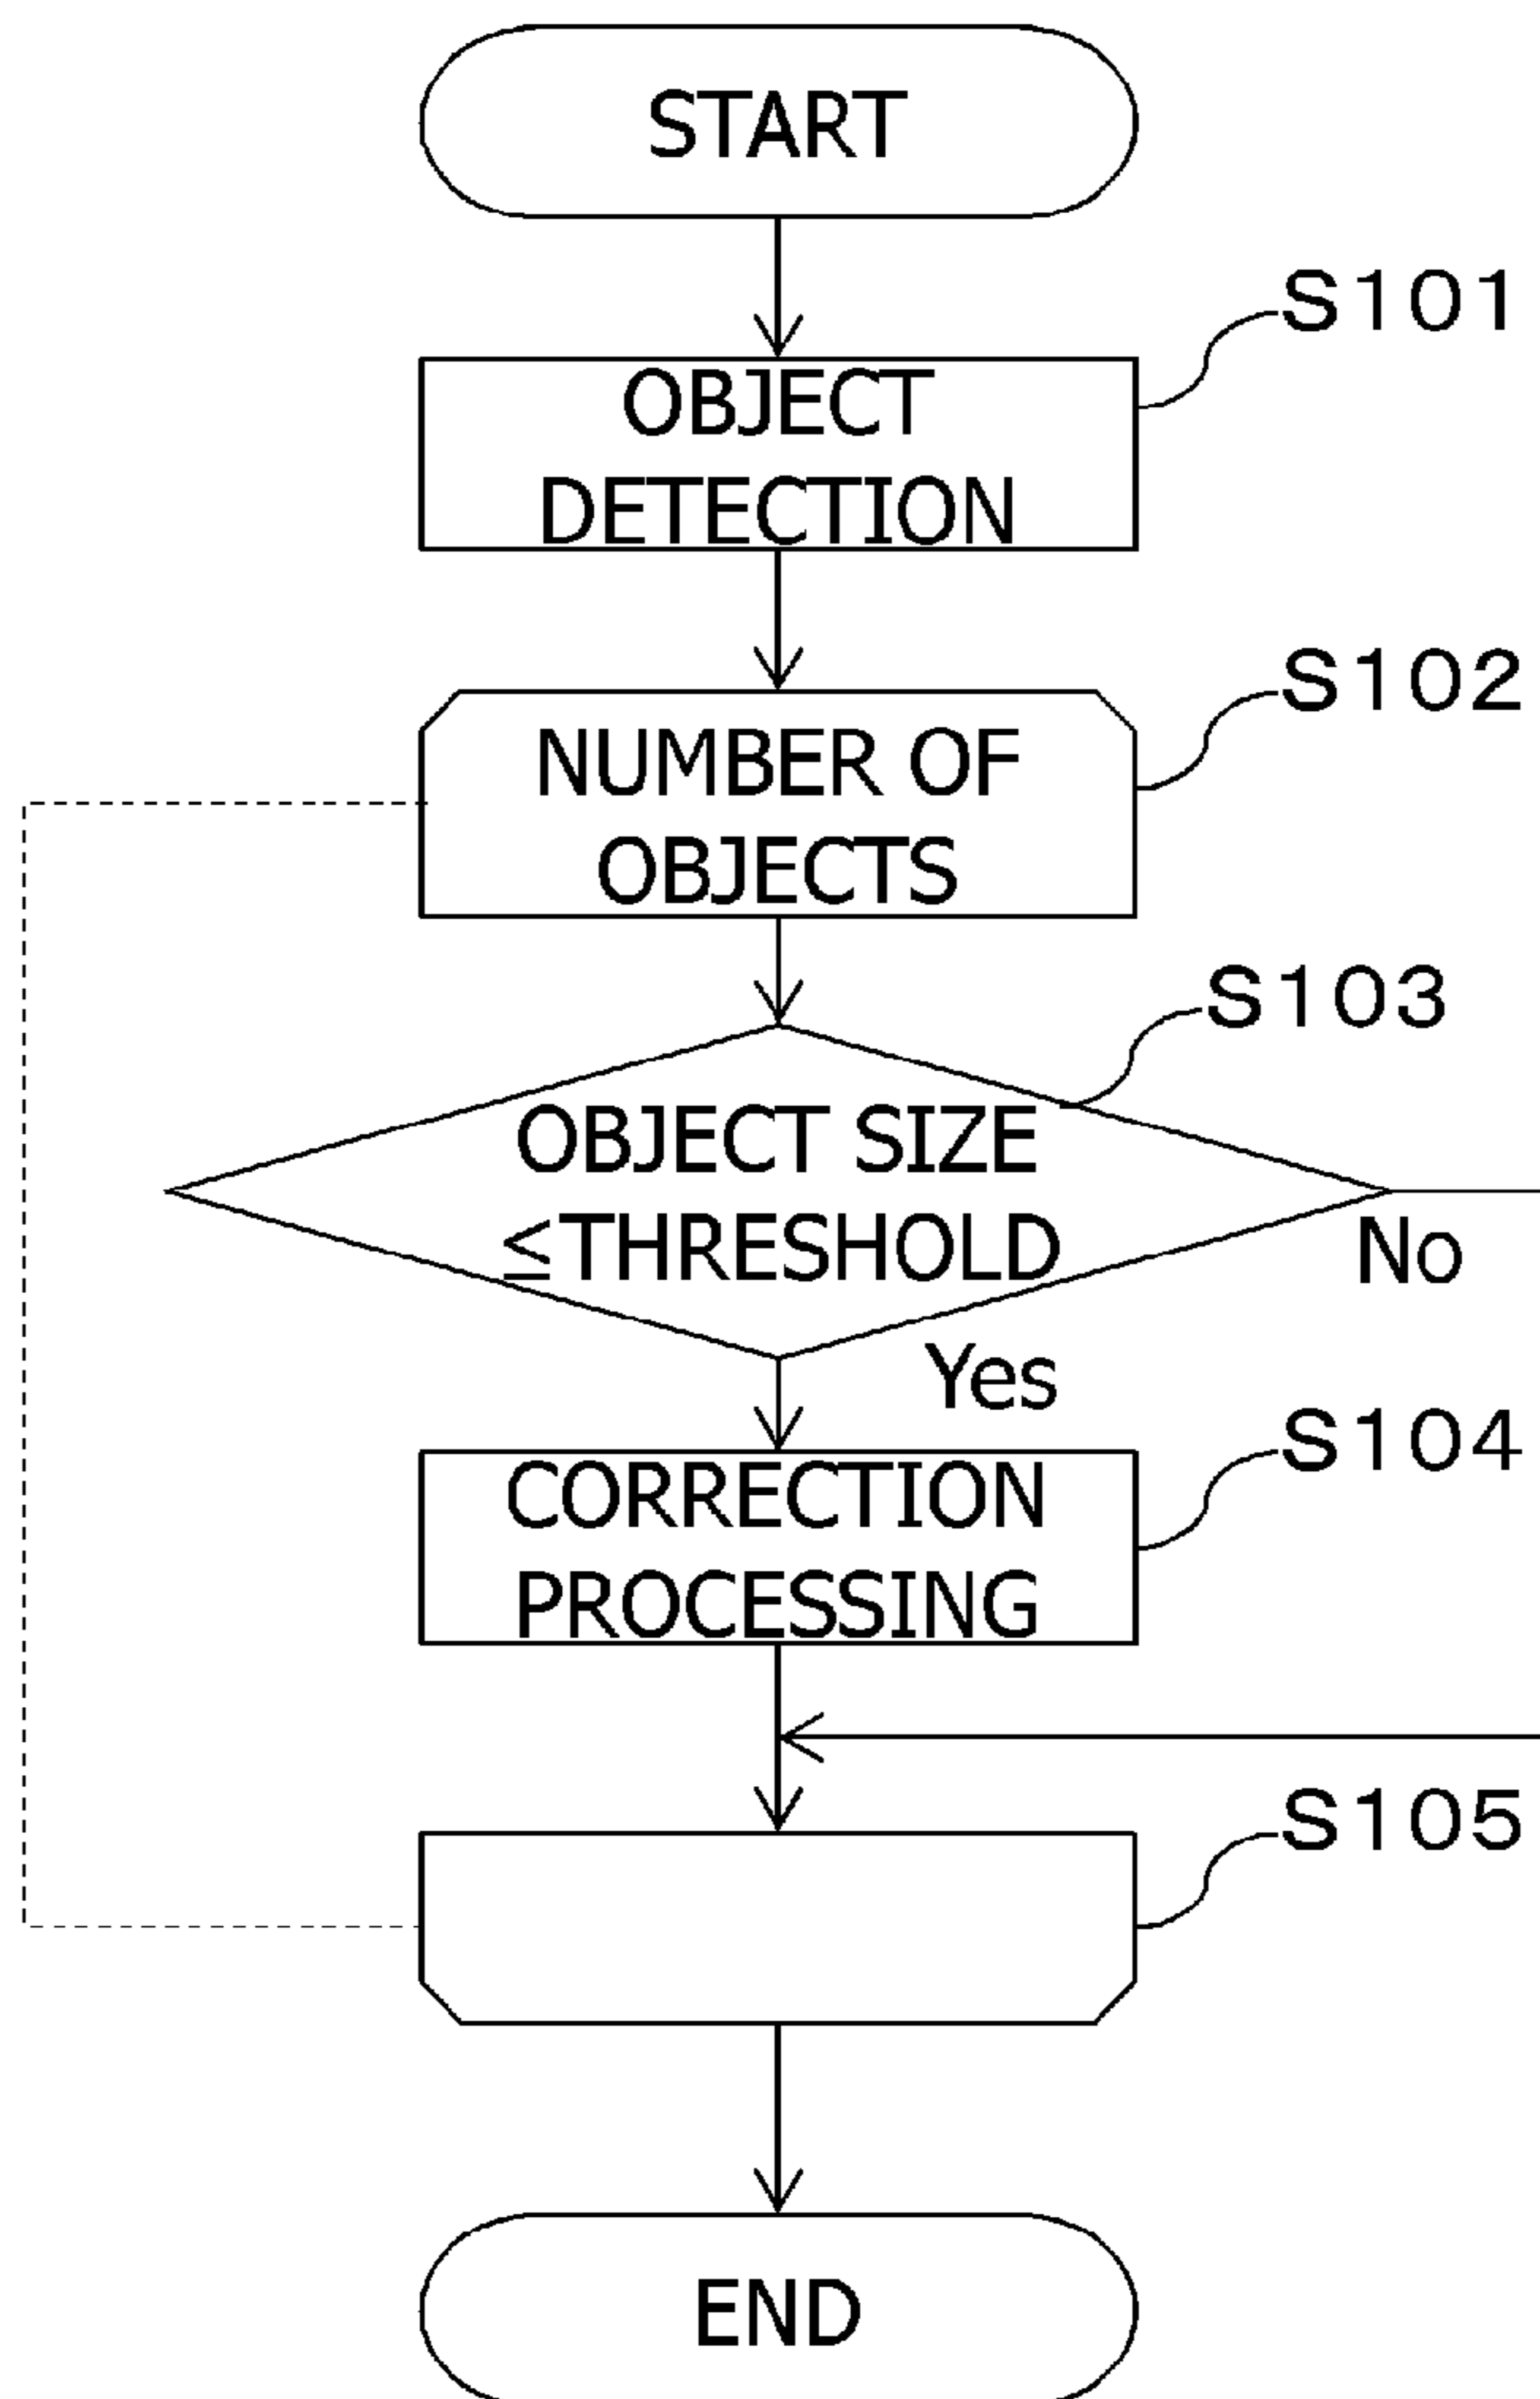 START
S101
OBJECT
DETECTION
S102
NUMBER OF
OBJECTS
S103
OBJECT SIZE
≤THRESHOLD
No
Yes
S104
CORRECTION
PROCESSING
S105
END